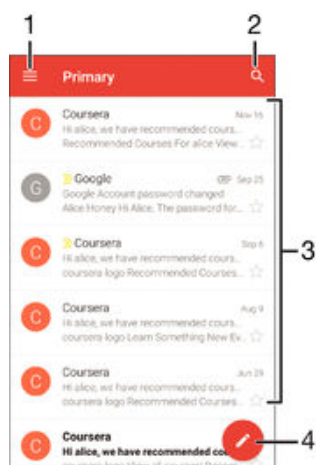 1
2
Primary
Coursera
Nov 16
Hi alice, we have recommended cours...
Recommended Courses For alice View...
3
Google
Sep 25
Google Account password changed
Alice Honey Hi Alice, The password for...
Coursera
Sep 6
Hi alice, we have recommended cours...
coursera logo Recommended Courses...
Coursera
Aug 9
Hi alice, we have recommended cours...
coursera logo Learn Something New Ev...
Coursera
Jun 29
Hi alice, we have recommended cours...
coursera logo Recommended Courses...
4
Coursera
Hi alice, we have recommended co
C
G
C
C
C
C